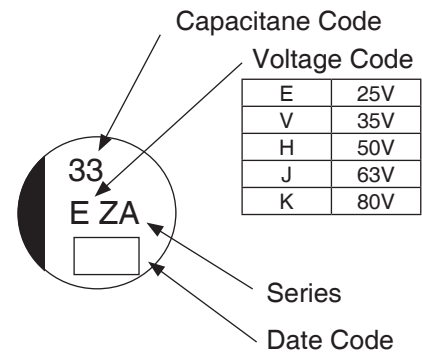 Capacitane Code
Voltage Code
E 25V
V 35V
H 50V
J 63V
K 80V
33
E ZA
Series
Date Code